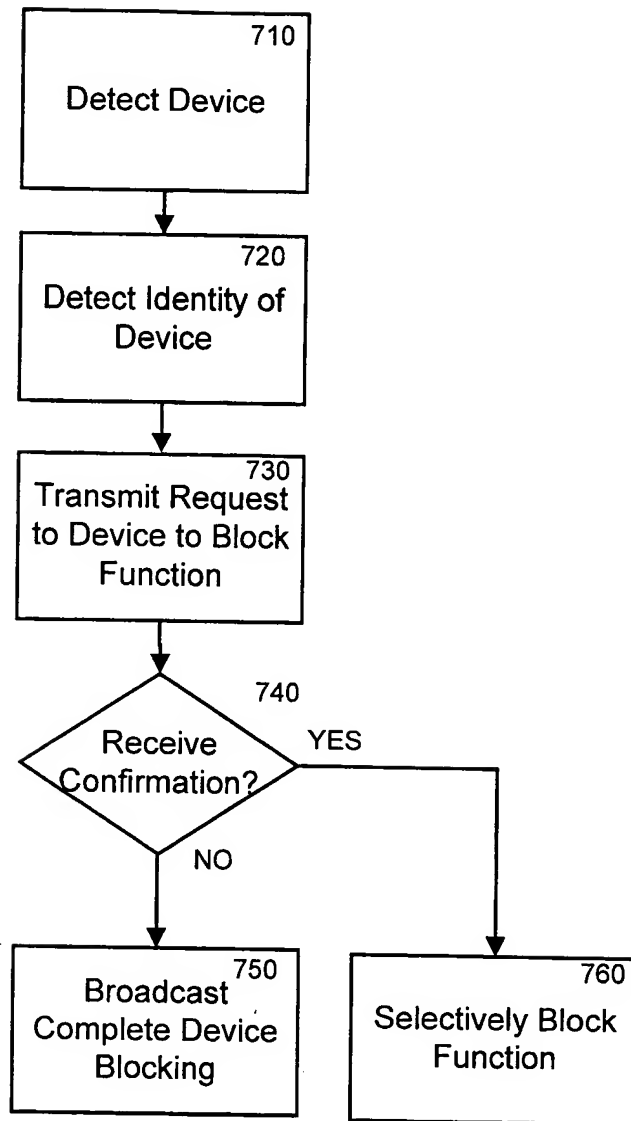 710
Detect Device
720
Detect Identity of
Device
730
Transmit Request
to Device to Block
Function
740
Receive
Confirmation?
YES
NO
750
Broadcast
Complete Device
Blocking
760
Selectively Block
Function